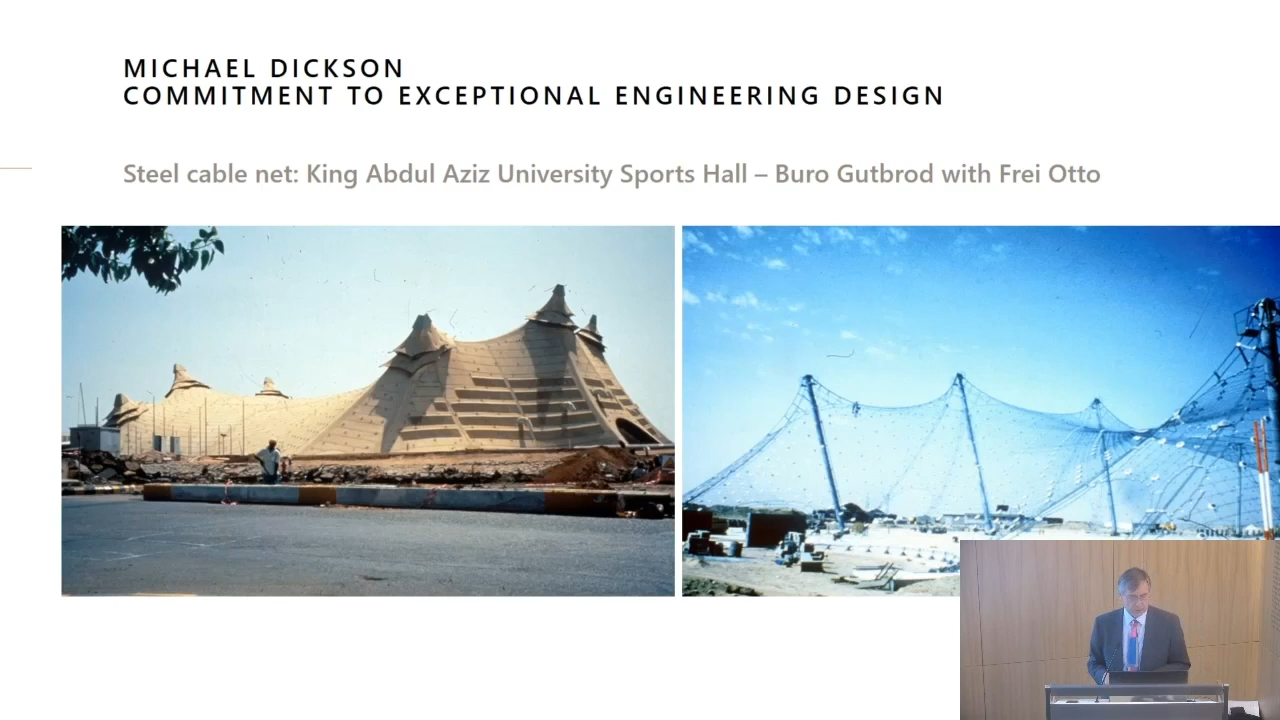 MICHAEL DICKSON
COMMITMENT TO EXCEPTIONAL ENGINEERING DESIGN
Steel cable net: King Abdul Aziz University Sports Hall – Buro Gutbrod with Frei Otto